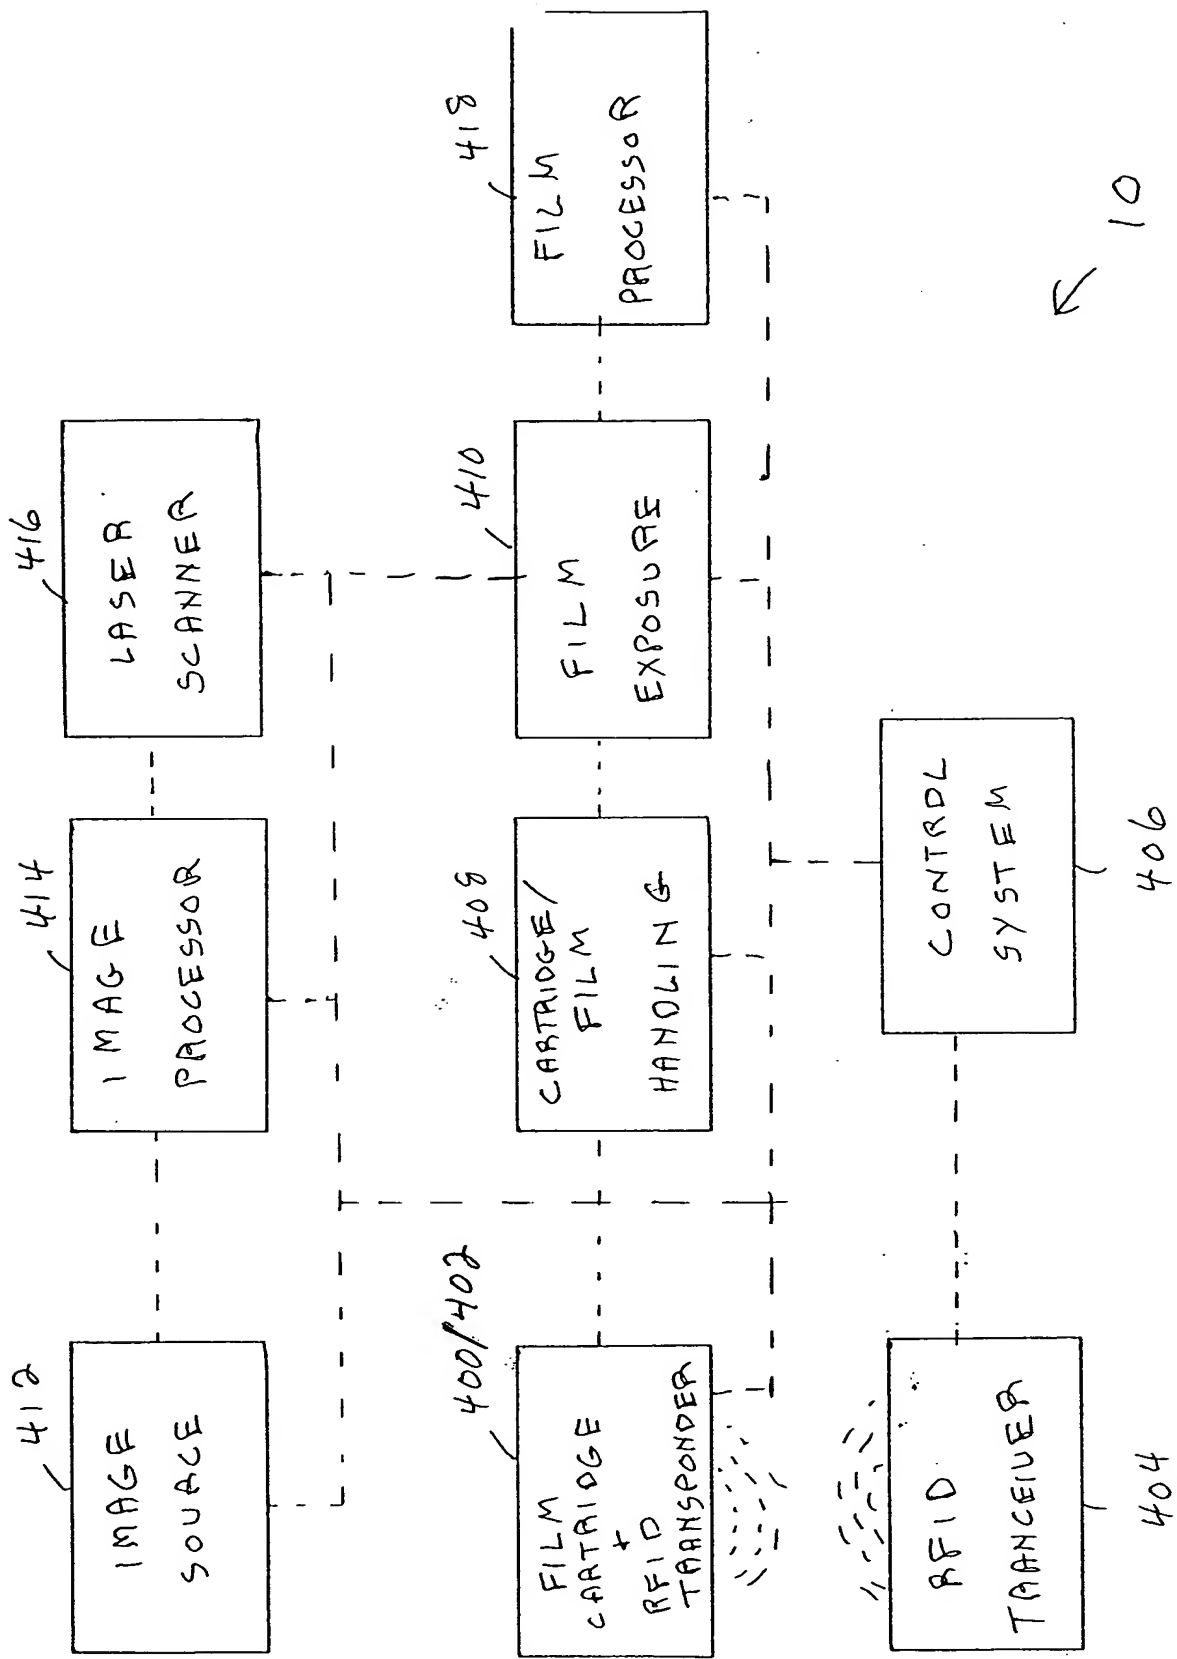 412
IMAGE
SOURCE
414
IMAGE
PROCESSOR
416
LASER
SCANNER
400/402
FILM
CARTRIDGE
+
RFID
TRANSPONDER
408
CARTRIDGE/
FILM
HANDLING
410
FILM
EXPOSURE
418
FILM
PROCESSOR
RFID
TRANCEIVER
404
CONTROL
SYSTEM
406
10